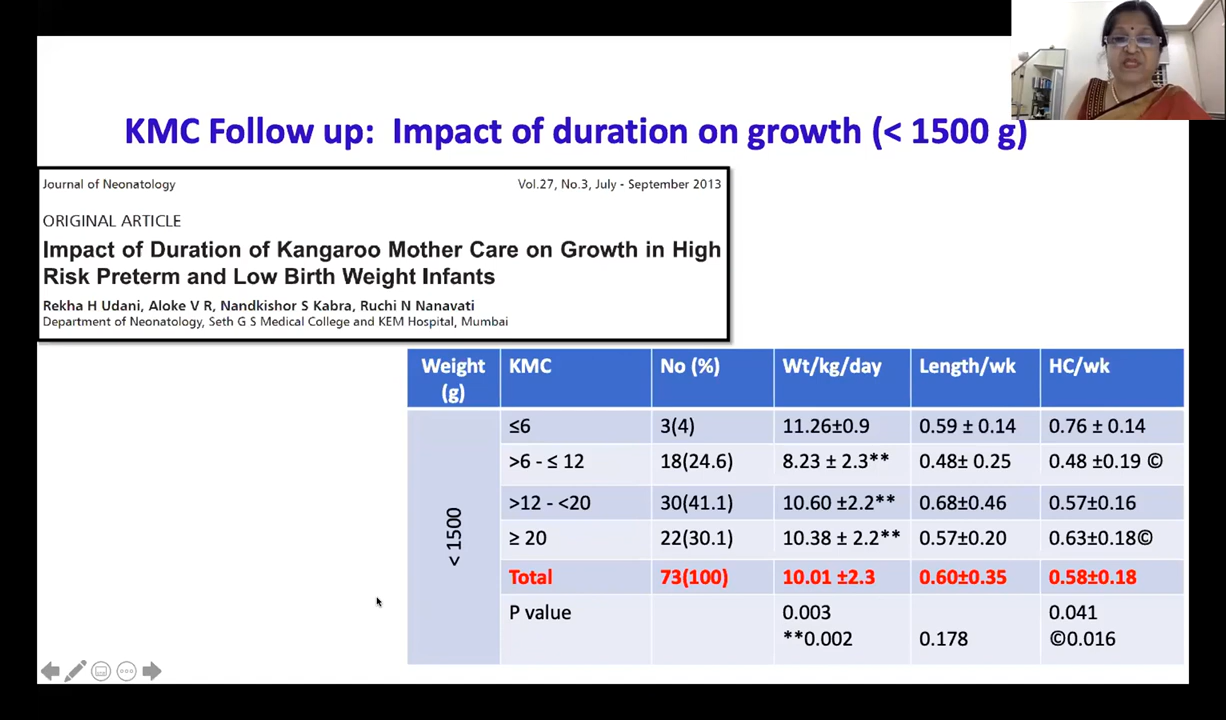 KMC Follow up: Impact of duration on growth (< 1500 g)
Journal of Neonatology Vol.27, No.3, July - September 2013
ORIGINAL ARTICLE
Impact of Duration of Kangaroo Mother Care on Growth in High
Risk Preterm and Low Birth Weight Infants
Rekha H Udani, Aloke V R, Nandkishor S Kabra, Ruchi N Nanavati
Department of Neonatology, Seth G S Medical College and KEM Hospital, Mumbai
Weight (g) KMC No (%) Wt/kg/day Length/wk HC/wk
< 1500
≤6 3(4) 11.26±0.9 0.59 ± 0.14 0.76 ± 0.14
>6 - ≤ 12 18(24.6) 8.23 ± 2.3** 0.48± 0.25 0.48 ±0.19 ©
>12 - <20 30(41.1) 10.60 ±2.2** 0.68±0.46 0.57±0.16
≥ 20 22(30.1) 10.38 ± 2.2** 0.57±0.20 0.63±0.18©
Total 73(100) 10.01 ±2.3 0.60±0.35 0.58±0.18
P value 0.003 0.041
**0.002 0.178 ©0.016